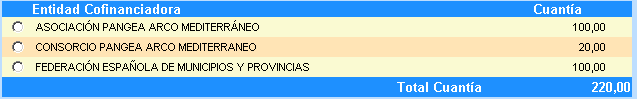 Entidad Cofinanciadora Cuantía
ASOCIACIÓN PANGEA ARCO MEDITERRÁNEO 100,00
CONSORCIO PANGEA ARCO MEDITERRANEO 20,00
FEDERACIÓN ESPAÑOLA DE MUNICIPIOS Y PROVINCIAS 100,00
Total Cuantía 220,00